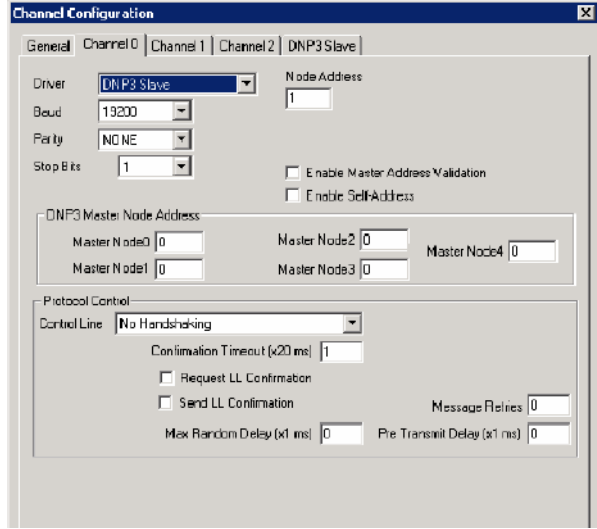 Channel Configuration
General Channel 0 Channel 1 Channel 2 DNP3 Slave
Driver DNP3 Slave
Node Address
1
Baud 19200
Parity NONE
Stop Bits 1
Enable Master Address Validation
Enable Self-Address
DNP3 Master Node Address
Master Node0 0 Master Node2 0 Master Node4 0
Master Node1 0 Master Node3 0
Protocol Control
Control Line No Handshaking
Confirmation Timeout (x20 ms) 1
Request LL Confirmation
Send LL Confirmation
Message Retries 0
Max Random Delay (x1 ms) 0 Pre Transmit Delay (x1 ms) 0